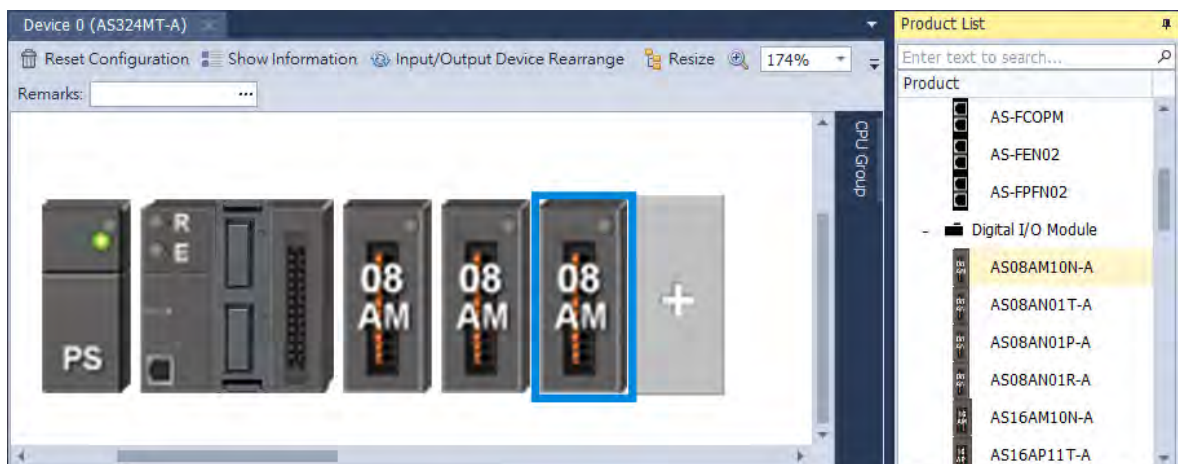 Device 0 (AS324MT-A)
Reset Configuration Show Information Input/Output Device Rearrange Resize 174%
Remarks: ...
CPU Group
R
E
PS
08
AM
08
AM
08
AM
+
Product List
Enter text to search...
Product
AS-FCOPM
AS-FEN02
AS-FPFN02
- Digital I/O Module
AS08AM10N-A
AS08AN01T-A
AS08AN01P-A
AS08AN01R-A
AS16AM10N-A
AS16AP11T-A